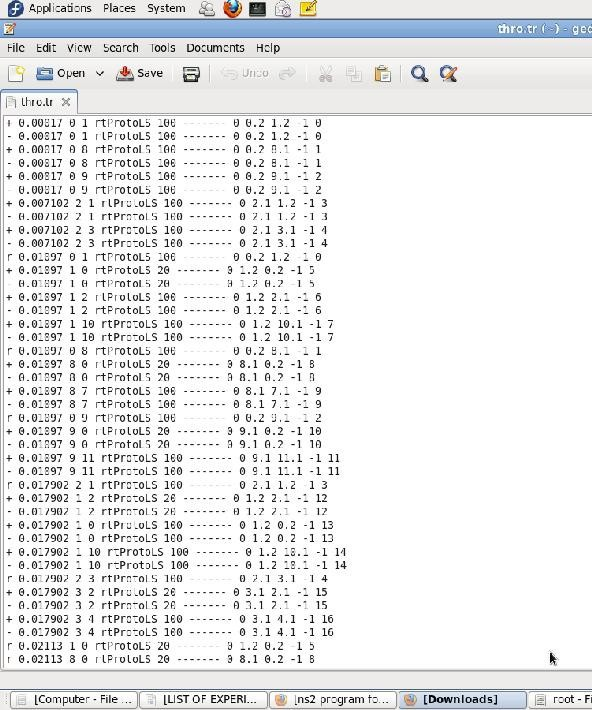 Applications Places System
thro.tr (~) - ged
File Edit View Search Tools Documents Help
Open Save Undo
thro.tr
+ 0.00017 0 1 rtProtoLS 100 ------- 0 0.2 1.2 -1 0
- 0.00017 0 1 rtProtoLS 100 ------- 0 0.2 1.2 -1 0
+ 0.00017 0 8 rtProtoLS 100 ------- 0 0.2 8.1 -1 1
- 0.00017 0 8 rtProtoLS 100 ------- 0 0.2 8.1 -1 1
+ 0.00017 0 9 rtProtoLS 100 ------- 0 0.2 9.1 -1 2
- 0.00017 0 9 rtProtoLS 100 ------- 0 0.2 9.1 -1 2
+ 0.007102 2 1 rtProtoLS 100 ------- 0 2.1 1.2 -1 3
- 0.007102 2 1 rtProtoLS 100 ------- 0 2.1 1.2 -1 3
+ 0.007102 2 3 rtProtoLS 100 ------- 0 2.1 3.1 -1 4
- 0.007102 2 3 rtProtoLS 100 ------- 0 2.1 3.1 -1 4
r 0.01097 0 1 rtProtoLS 100 ------- 0 0.2 1.2 -1 0
+ 0.01097 1 0 rtProtoLS 20 ------- 0 1.2 0.2 -1 5
- 0.01097 1 0 rtProtoLS 20 ------- 0 1.2 0.2 -1 5
+ 0.01097 1 2 rtProtoLS 100 ------- 0 1.2 2.1 -1 6
- 0.01097 1 2 rtProtoLS 100 ------- 0 1.2 2.1 -1 6
+ 0.01097 1 10 rtProtoLS 100 ------- 0 1.2 10.1 -1 7
- 0.01097 1 10 rtProtoLS 100 ------- 0 1.2 10.1 -1 7
r 0.01097 0 8 rtProtoLS 100 ------- 0 0.2 8.1 -1 1
+ 0.01097 8 0 rtProtoLS 20 ------- 0 8.1 0.2 -1 8
- 0.01097 8 0 rtProtoLS 20 ------- 0 8.1 0.2 -1 8
+ 0.01097 8 7 rtProtoLS 100 ------- 0 8.1 7.1 -1 9
- 0.01097 8 7 rtProtoLS 100 ------- 0 8.1 7.1 -1 9
r 0.01097 0 9 rtProtoLS 100 ------- 0 0.2 9.1 -1 2
+ 0.01097 9 0 rtProtoLS 20 ------- 0 9.1 0.2 -1 10
- 0.01097 9 0 rtProtoLS 20 ------- 0 9.1 0.2 -1 10
+ 0.01097 9 11 rtProtoLS 100 ------- 0 9.1 11.1 -1 11
- 0.01097 9 11 rtProtoLS 100 ------- 0 9.1 11.1 -1 11
r 0.017902 2 1 rtProtoLS 100 ------- 0 2.1 1.2 -1 3
+ 0.017902 1 2 rtProtoLS 20 ------- 0 1.2 2.1 -1 12
- 0.017902 1 2 rtProtoLS 20 ------- 0 1.2 2.1 -1 12
+ 0.017902 1 0 rtProtoLS 100 ------- 0 1.2 0.2 -1 13
- 0.017902 1 0 rtProtoLS 100 ------- 0 1.2 0.2 -1 13
+ 0.017902 1 10 rtProtoLS 100 ------- 0 1.2 10.1 -1 14
- 0.017902 1 10 rtProtoLS 100 ------- 0 1.2 10.1 -1 14
r 0.017902 2 3 rtProtoLS 100 ------- 0 2.1 3.1 -1 4
+ 0.017902 3 2 rtProtoLS 20 ------- 0 3.1 2.1 -1 15
- 0.017902 3 2 rtProtoLS 20 ------- 0 3.1 2.1 -1 15
+ 0.017902 3 4 rtProtoLS 100 ------- 0 3.1 4.1 -1 16
- 0.017902 3 4 rtProtoLS 100 ------- 0 3.1 4.1 -1 16
r 0.02113 1 0 rtProtoLS 20 ------- 0 1.2 0.2 -1 5
r 0.02113 8 0 rtProtoLS 20 ------- 0 8.1 0.2 -1 8
[Computer - File ... [LIST OF EXPERI... [ns2 program fo... [Downloads] root - Fi